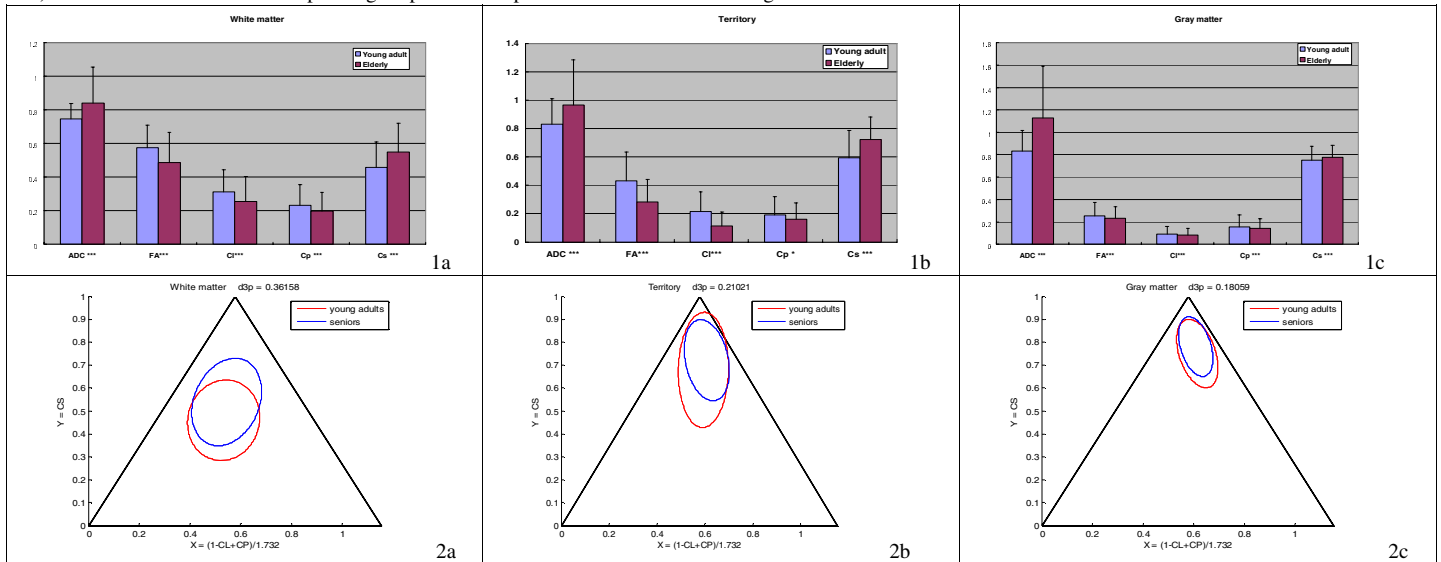 White matter
1.2
1
0.8
0.6
0.4
0.2
0
Young adult
Elderly
ADC *** FA*** Cl*** Cp *** Cs ***
1a
Territory
1.4
1.2
1
0.8
0.6
0.4
0.2
0
Young adult
Elderly
ADC *** FA*** Cl*** Cp * Cs ***
1b
Gray matter
1.8
1.6
1.4
1.2
1
0.8
0.6
0.4
0.2
0
Young adult
Elderly
ADC *** FA*** Cl*** Cp *** Cs ***
1c
White matter d3p = 0.36158
young adults
seniors
1
0.9
0.8
0.7
0.6
0.5
0.4
0.3
0.2
0.1
0
Y = CS
0 0.2 0.4 0.6 0.8 1
X = (1-CL+CP)/1.732
2a
Territory d3p = 0.21021
young adults
seniors
1
0.9
0.8
0.7
0.6
0.5
0.4
0.3
0.2
0.1
0
Y = CS
0 0.2 0.4 0.6 0.8 1
X = (1-CL+CP)/1.732
2b
Gray matter d3p = 0.18059
young adults
seniors
1
0.9
0.8
0.7
0.6
0.5
0.4
0.3
0.2
0.1
0
Y = CS
0 0.2 0.4 0.6 0.8 1
X = (1-CL+CP)/1.732
2c